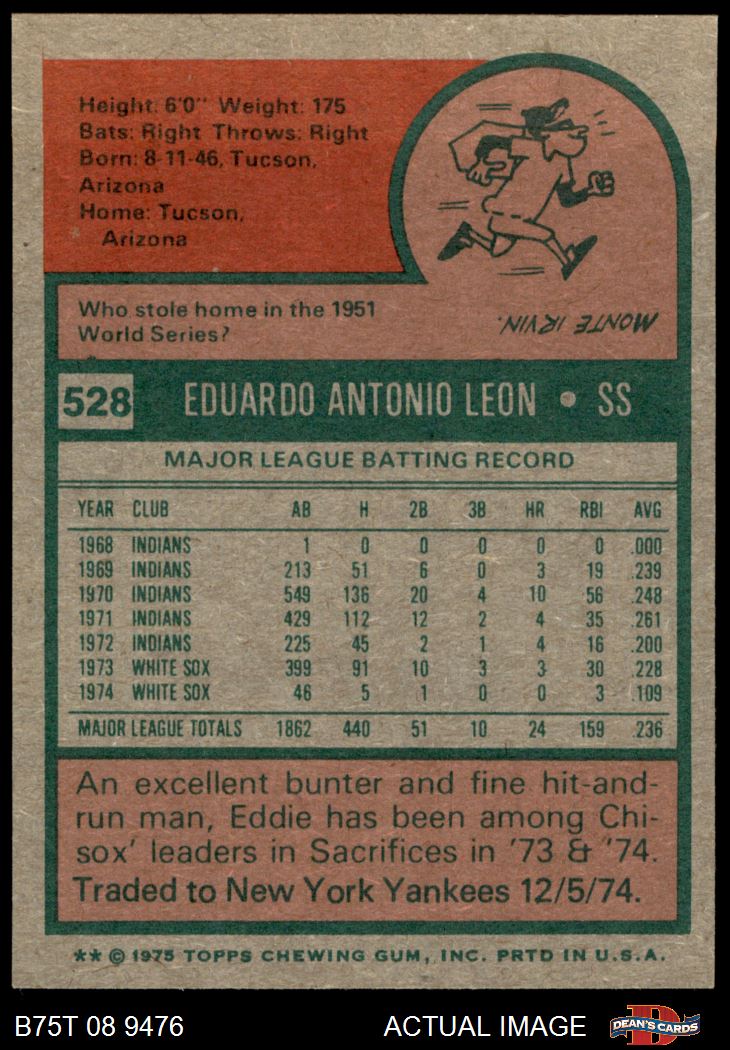 Height: 6'0" Weight: 175
Bats: Right Throws: Right
Born: 8-11-46, Tucson,
Arizona
Home: Tucson,
Arizona
Who stole home in the 1951
World Series?
MONTE IRVIN.
528 EDUARDO ANTONIO LEON • SS
MAJOR LEAGUE BATTING RECORD
YEAR CLUB AB H 2B 3B HR RBI AVG
1968 INDIANS 1 0 0 0 0 0 .000
1969 INDIANS 213 51 6 0 3 19 .239
1970 INDIANS 549 136 20 4 10 56 .248
1971 INDIANS 429 112 12 2 4 35 .261
1972 INDIANS 225 45 2 1 4 16 .200
1973 WHITE SOX 399 91 10 3 3 30 .228
1974 WHITE SOX 46 5 1 0 0 3 .109
MAJOR LEAGUE TOTALS 1862 440 51 10 24 159 .236
An excellent bunter and fine hit-and-
run man, Eddie has been among Chi-
sox' leaders in Sacrifices in '73 & '74.
Traded to New York Yankees 12/5/74.
** © 1975 TOPPS CHEWING GUM, INC. PRTD IN U.S.A.
B75T 08 9476 ACTUAL IMAGE DEAN'S CARDS